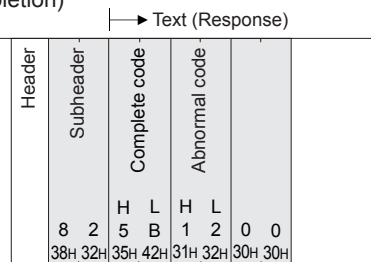 pletion)
Text (Response)
Header
Subheader
Complete code
Abnormal code
H L H L
8 2 5 B 1 2 0 0
38H 32H 35H 42H 31H 32H 30H 30H